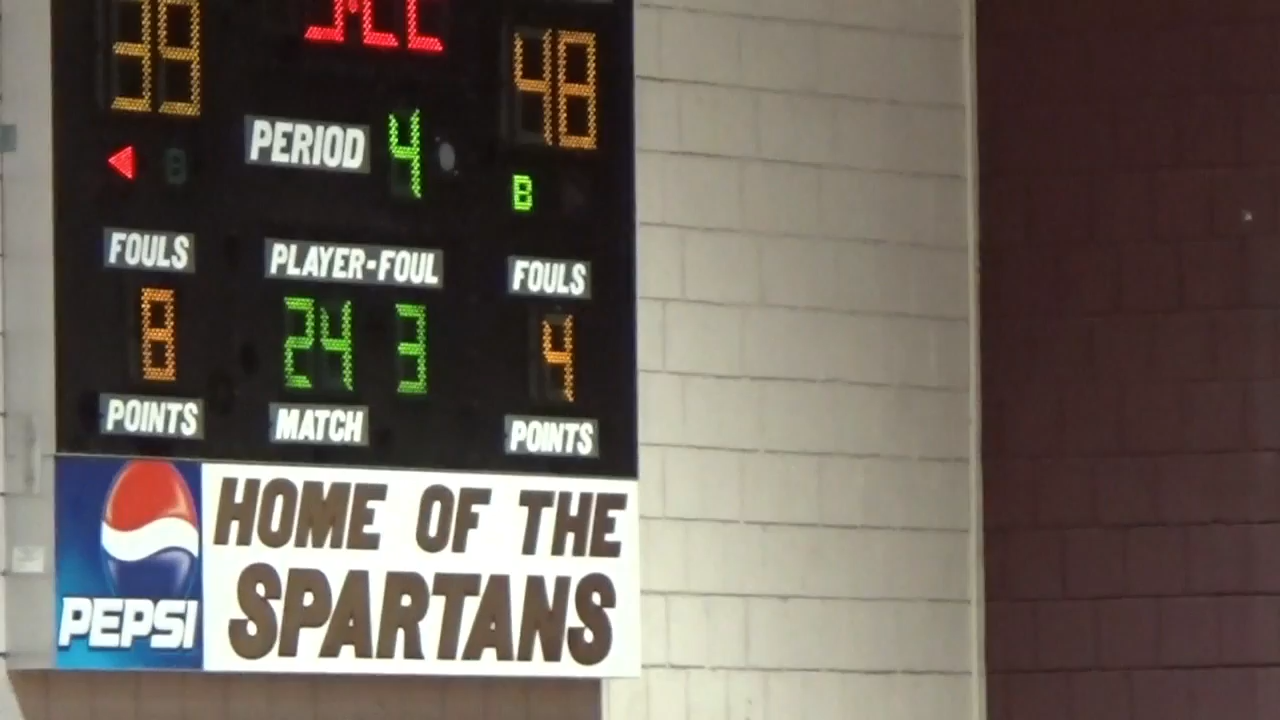 39 48
PERIOD 4
B B
FOULS PLAYER-FOUL FOULS
8 24 3 4
POINTS MATCH POINTS
PEPSI
HOME OF THE
SPARTANS